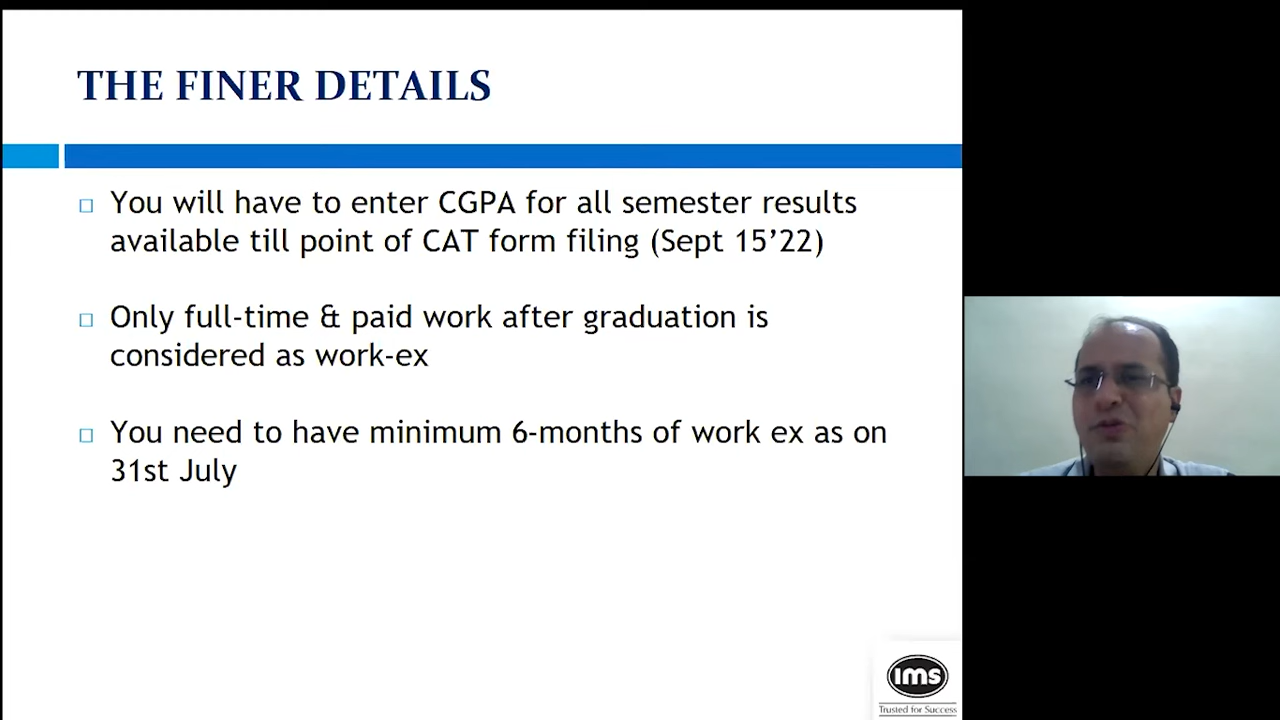 THE FINER DETAILS
You will have to enter CGPA for all semester results
available till point of CAT form filing (Sept 15’22)
Only full-time & paid work after graduation is
considered as work-ex
You need to have minimum 6-months of work ex as on
31st July
ims
Trusted for Success